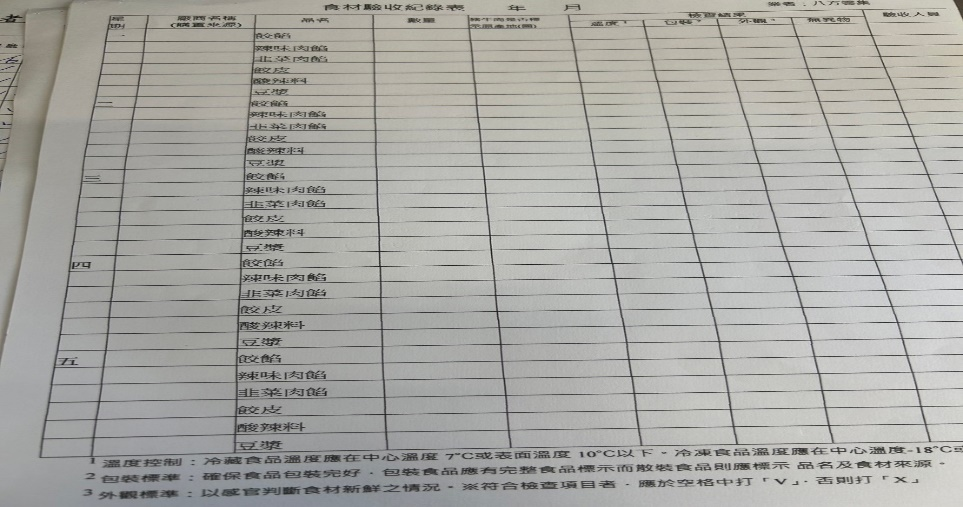 食材驗收紀錄表 年 月
業者：八方雲集
星期 廠商名稱 (購置來源) 品名 數量 檢查結果 驗收人員
溫度¹ 包裝² 外觀³ 無異物
一 餃餡
辣味肉餡
韭菜肉餡
餃皮
酸辣料
豆漿
二 餃餡
辣味肉餡
韭菜肉餡
餃皮
酸辣料
豆漿
三 餃餡
辣味肉餡
韭菜肉餡
餃皮
酸辣料
豆漿
四 餃餡
辣味肉餡
韭菜肉餡
餃皮
酸辣料
豆漿
五 餃餡
辣味肉餡
韭菜肉餡
餃皮
酸辣料
豆漿
1 溫度控制：冷藏食品溫度應在中心溫度 7°C或表面溫度 10°C以下，冷凍食品溫度應在中心溫度-18°C或
2 包裝標準：確保食品包裝完好，包裝食品應有完整食品標示而散裝食品則應標示 品名及食材來源。
3 外觀標準：以感官判斷食材新鮮之情況。※符合檢查項目者，應於空格中打「V」，否則打「X」